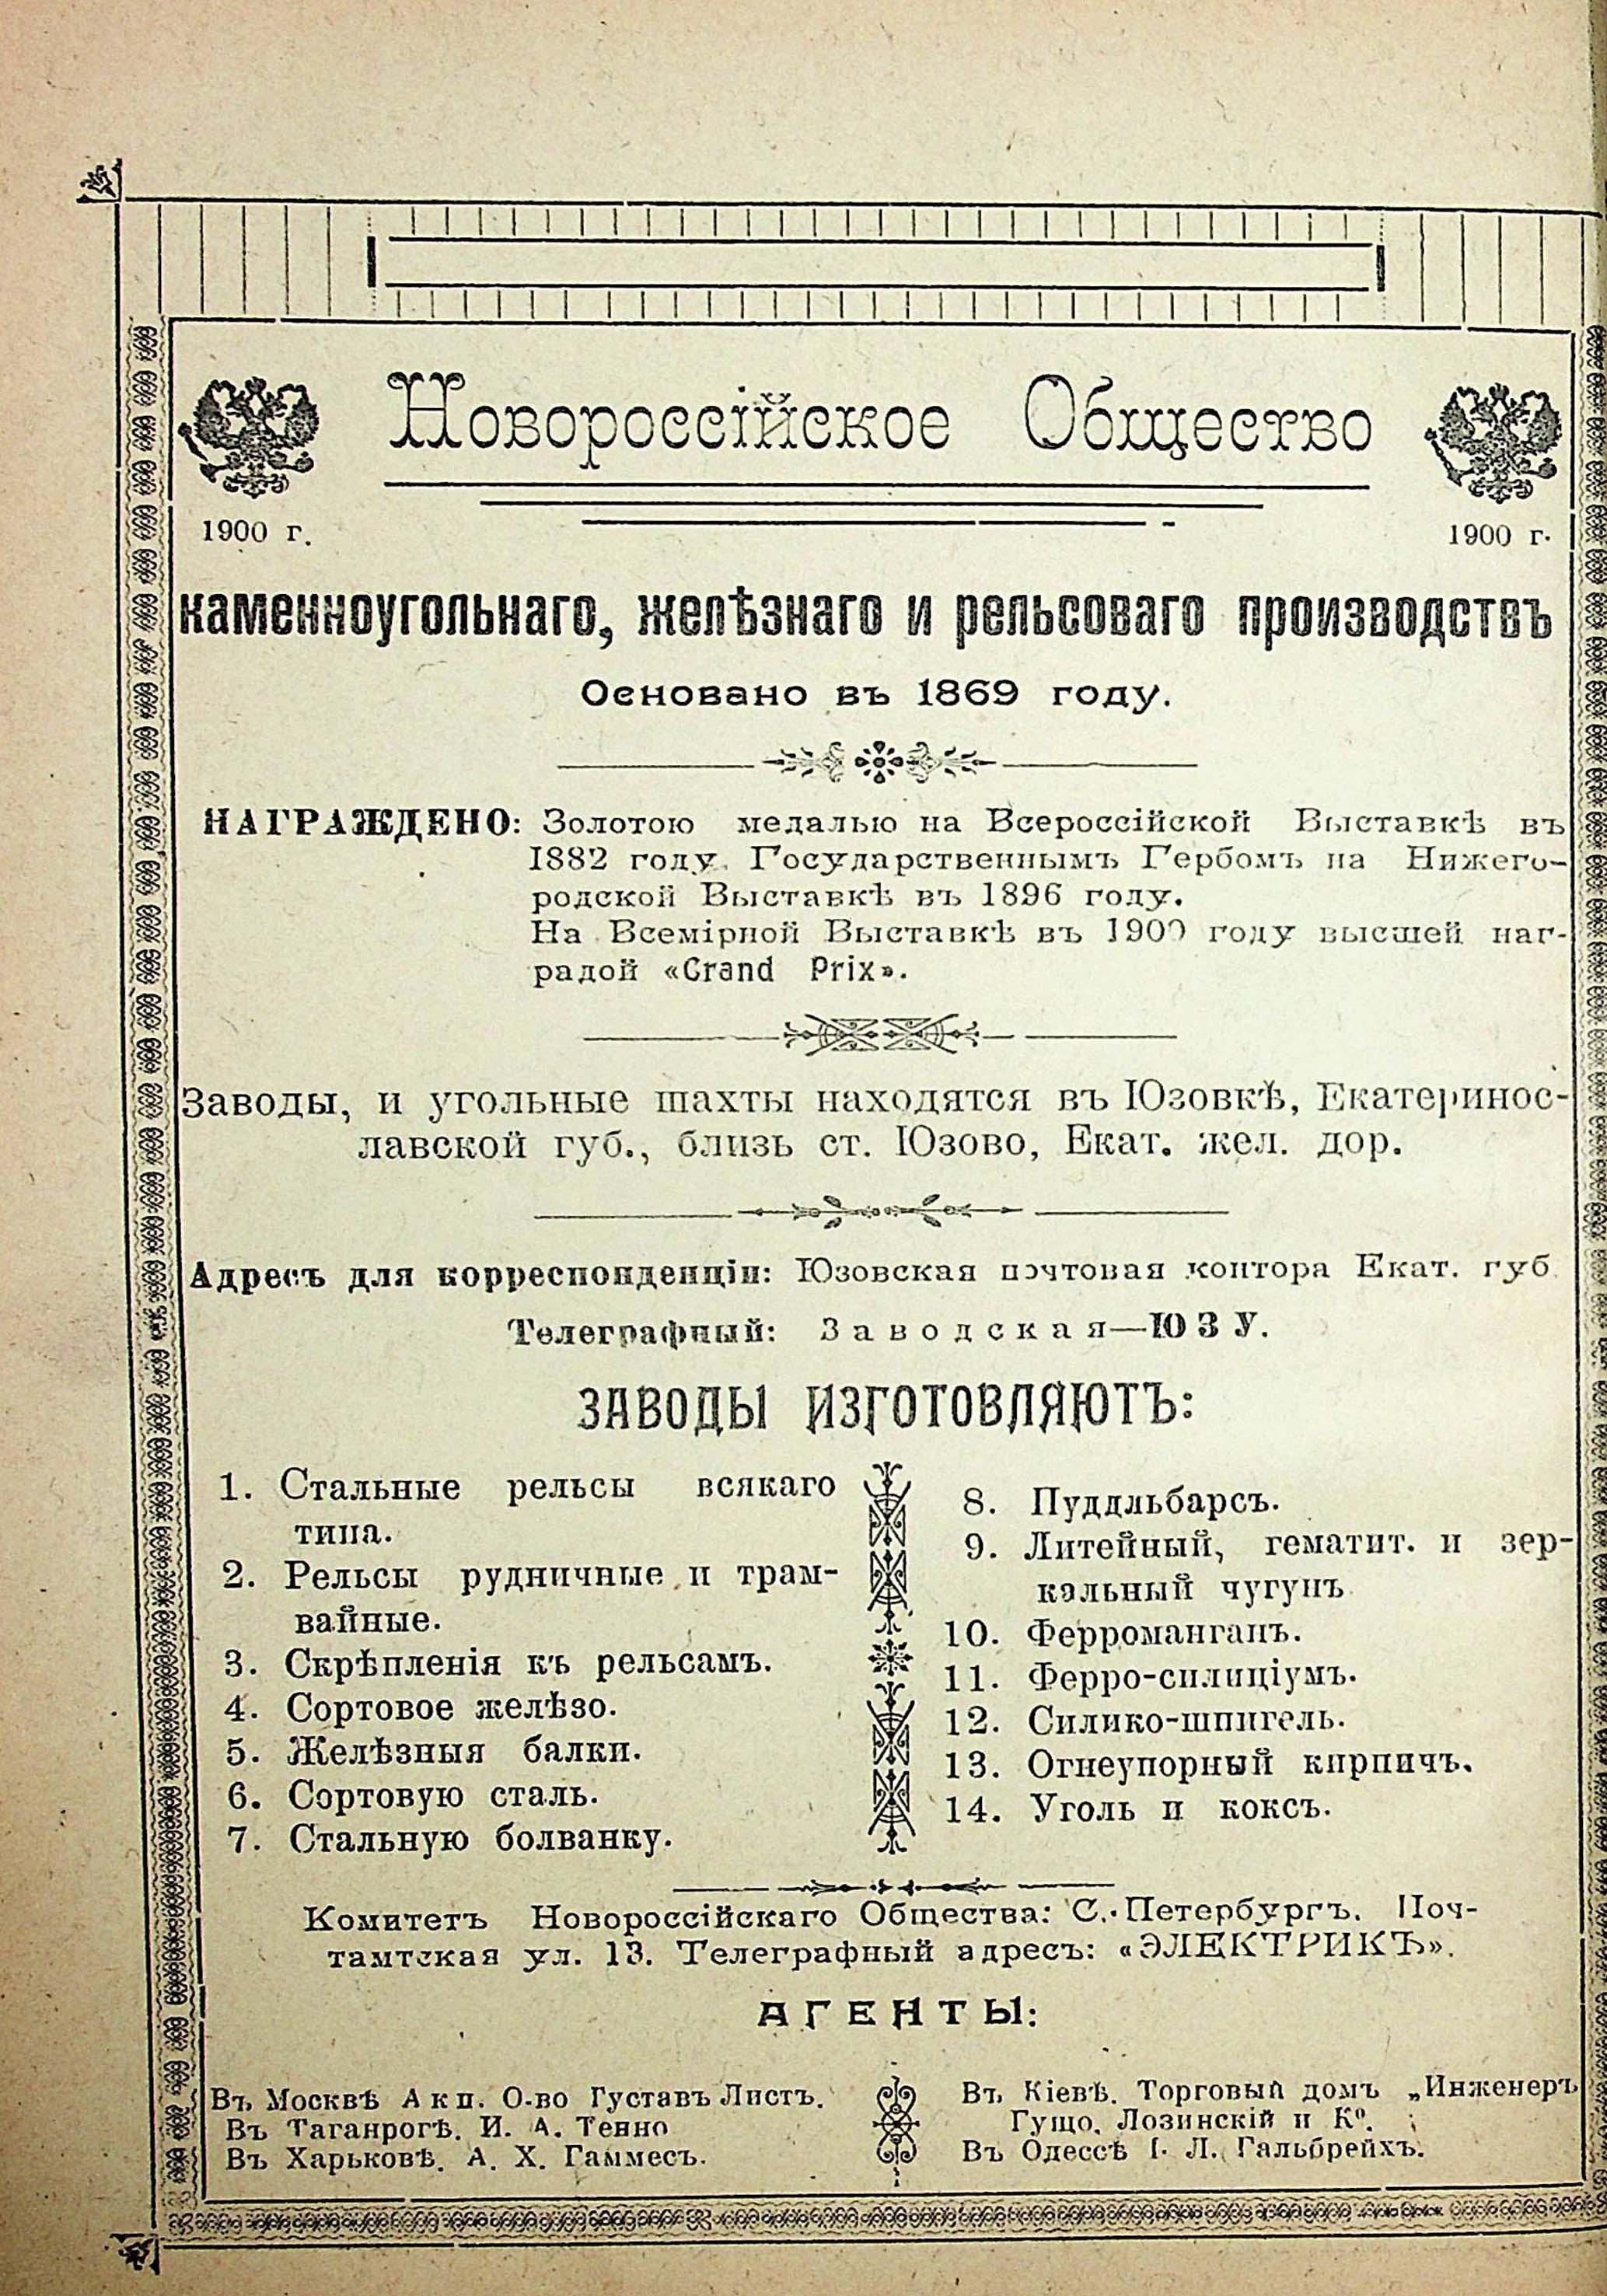 Новороссійское Общество
1900 г.
1900 г.
каменноугольнаго, желѣзнаго и рельсоваго производствъ
Основано въ 1869 году.
НАГРАЖДЕНО: Золотою медалью на Всероссійской Выставкѣ въ
1882 году. Государственнымъ Гербомъ на Нижего-
родской Выставкѣ въ 1896 году.
На Всемірной Выставкѣ въ 1900 году высшей наг-
радой «Grand Prix».
Заводы, и угольные шахты находятся въ Юзовкѣ, Екатеринос-
лавской губ., близь ст. Юзово, Екат. жел. дор.
Адресъ для корреспонденціи: Юзовская почтовая контора Екат. губ.
Телеграфный: Заводская—ЮЗУ.
ЗАВОДЫ ИЗГОТОВЛЯЮТЪ:
1. Стальные рельсы всякаго
типа.
2. Рельсы рудничные и трам-
вайные.
3. Скрѣпленія къ рельсамъ.
4. Сортовое желѣзо.
5. Желѣзныя балки.
6. Сортовую сталь.
7. Стальную болванку.
8. Пуддльбарсъ.
9. Литейный, гематит. и зер-
кальный чугунъ
10. Ферроманганъ.
11. Ферро-силиціумъ.
12. Силико-шпигель.
13. Огнеупорный кирпичъ.
14. Уголь и коксъ.
Комитетъ Новороссійскаго Общества: С.-Петербургъ. Поч-
тамтская ул. 13. Телеграфный адресъ: «ЭЛЕКТРИКЪ».
АГЕНТЫ:
Въ Москвѣ Акц. О-во Густавъ Листъ.
Въ Таганрогѣ. И. А. Тенно
Въ Харьковѣ. А. Х. Гаммесъ.
Въ Кіевѣ. Торговый домъ „Инженеръ
Гущо, Лозинскій и К⁰.
Въ Одессѣ І. Л. Гальбрейхъ.